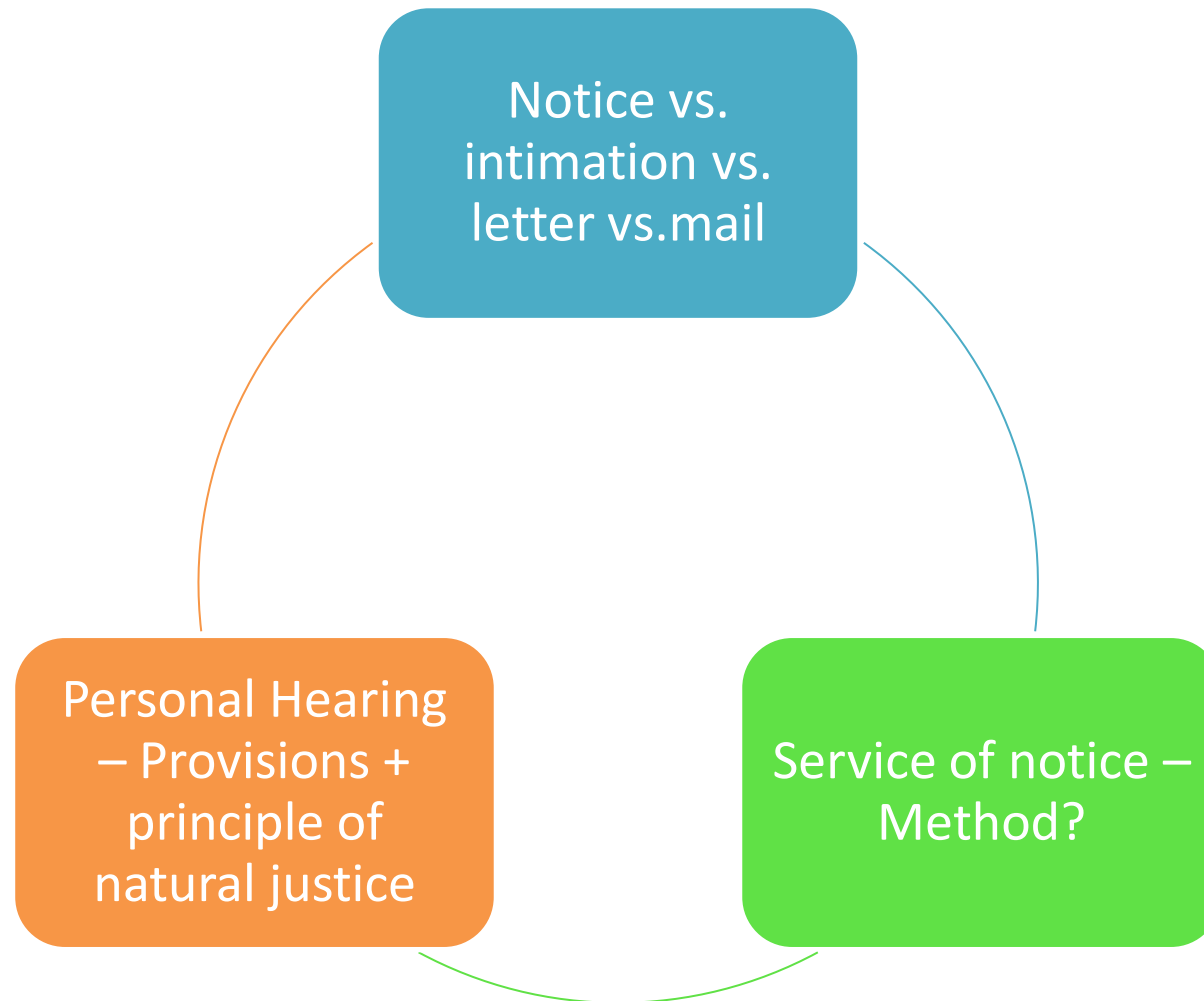 Notice vs.
intimation vs.
letter vs.mail
Personal Hearing
– Provisions +
principle of
natural justice
Service of notice –
Method?